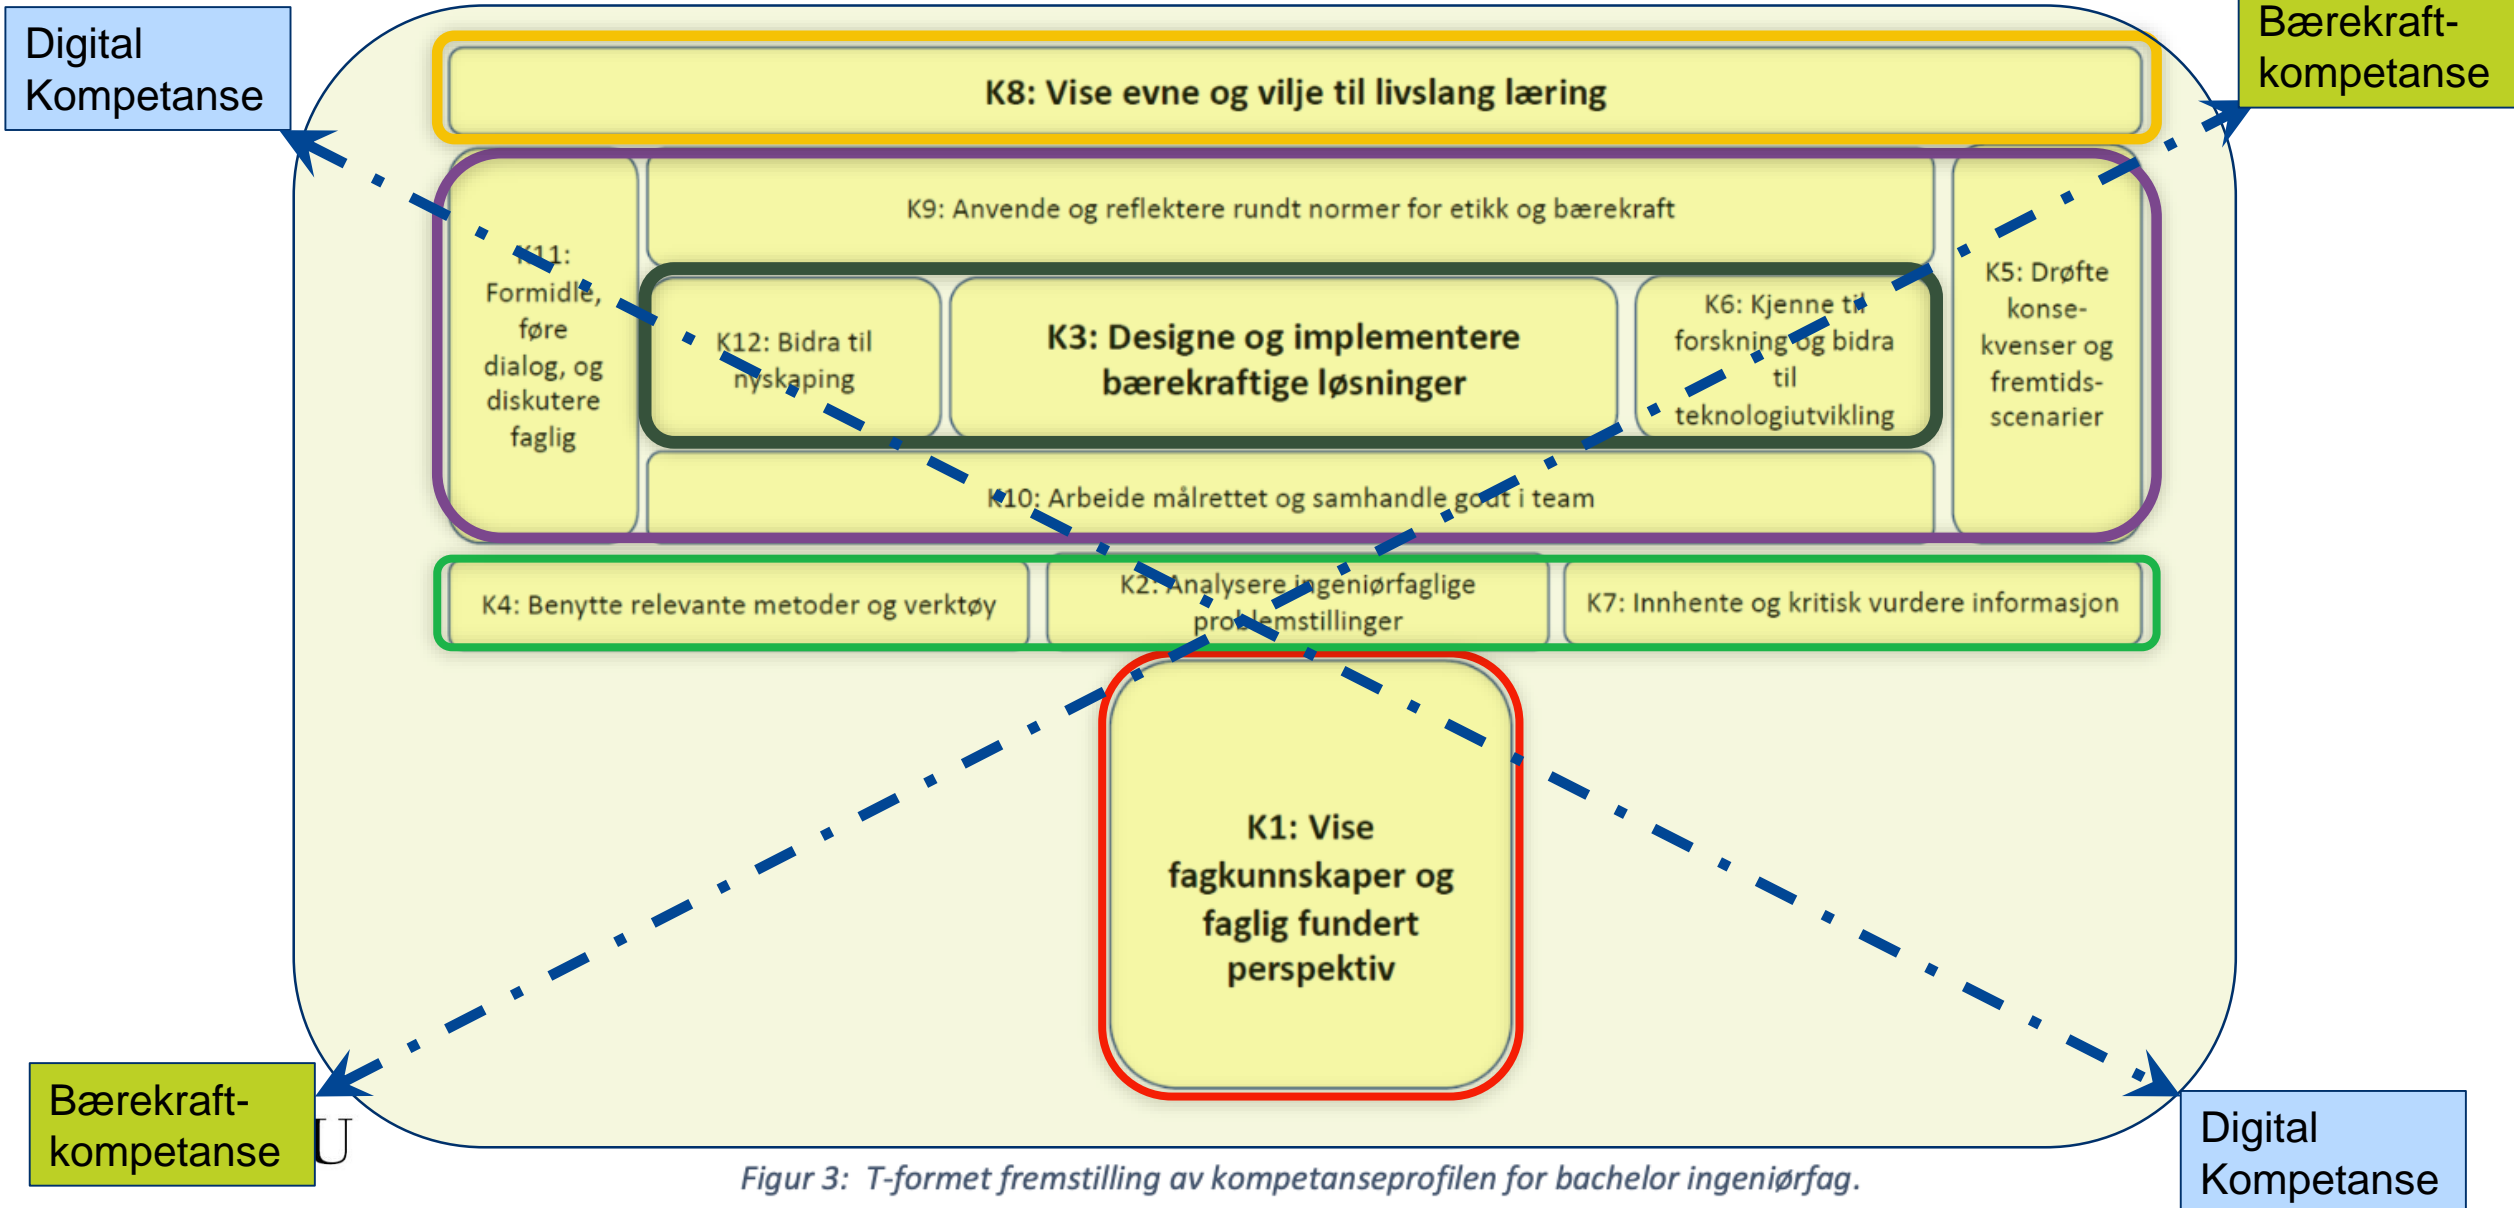 Digital
Kompetanse
Bærekraft-
kompetanse
K8: Vise evne og vilje til livslang læring
K9: Anvende og reflektere rundt normer for etikk og bærekraft
K11:
Formidle,
føre
dialog, og
diskutere
faglig
K12: Bidra til
nyskaping
K3: Designe og implementere
bærekraftige løsninger
K6: Kjenne til
forskning og bidra
til
teknologiutvikling
K5: Drøfte
konse-
kvenser og
fremtids-
scenarier
K10: Arbeide målrettet og samhandle godt i team
K4: Benytte relevante metoder og verktøy
K2: Analysere ingeniørfaglige
problemstillinger
K7: Innhente og kritisk vurdere informasjon
K1: Vise
fagkunnskaper og
faglig fundert
perspektiv
Bærekraft-
kompetanse
U
Digital
Kompetanse
Figur 3: T-formet fremstilling av kompetanseprofilen for bachelor ingeniørfag.